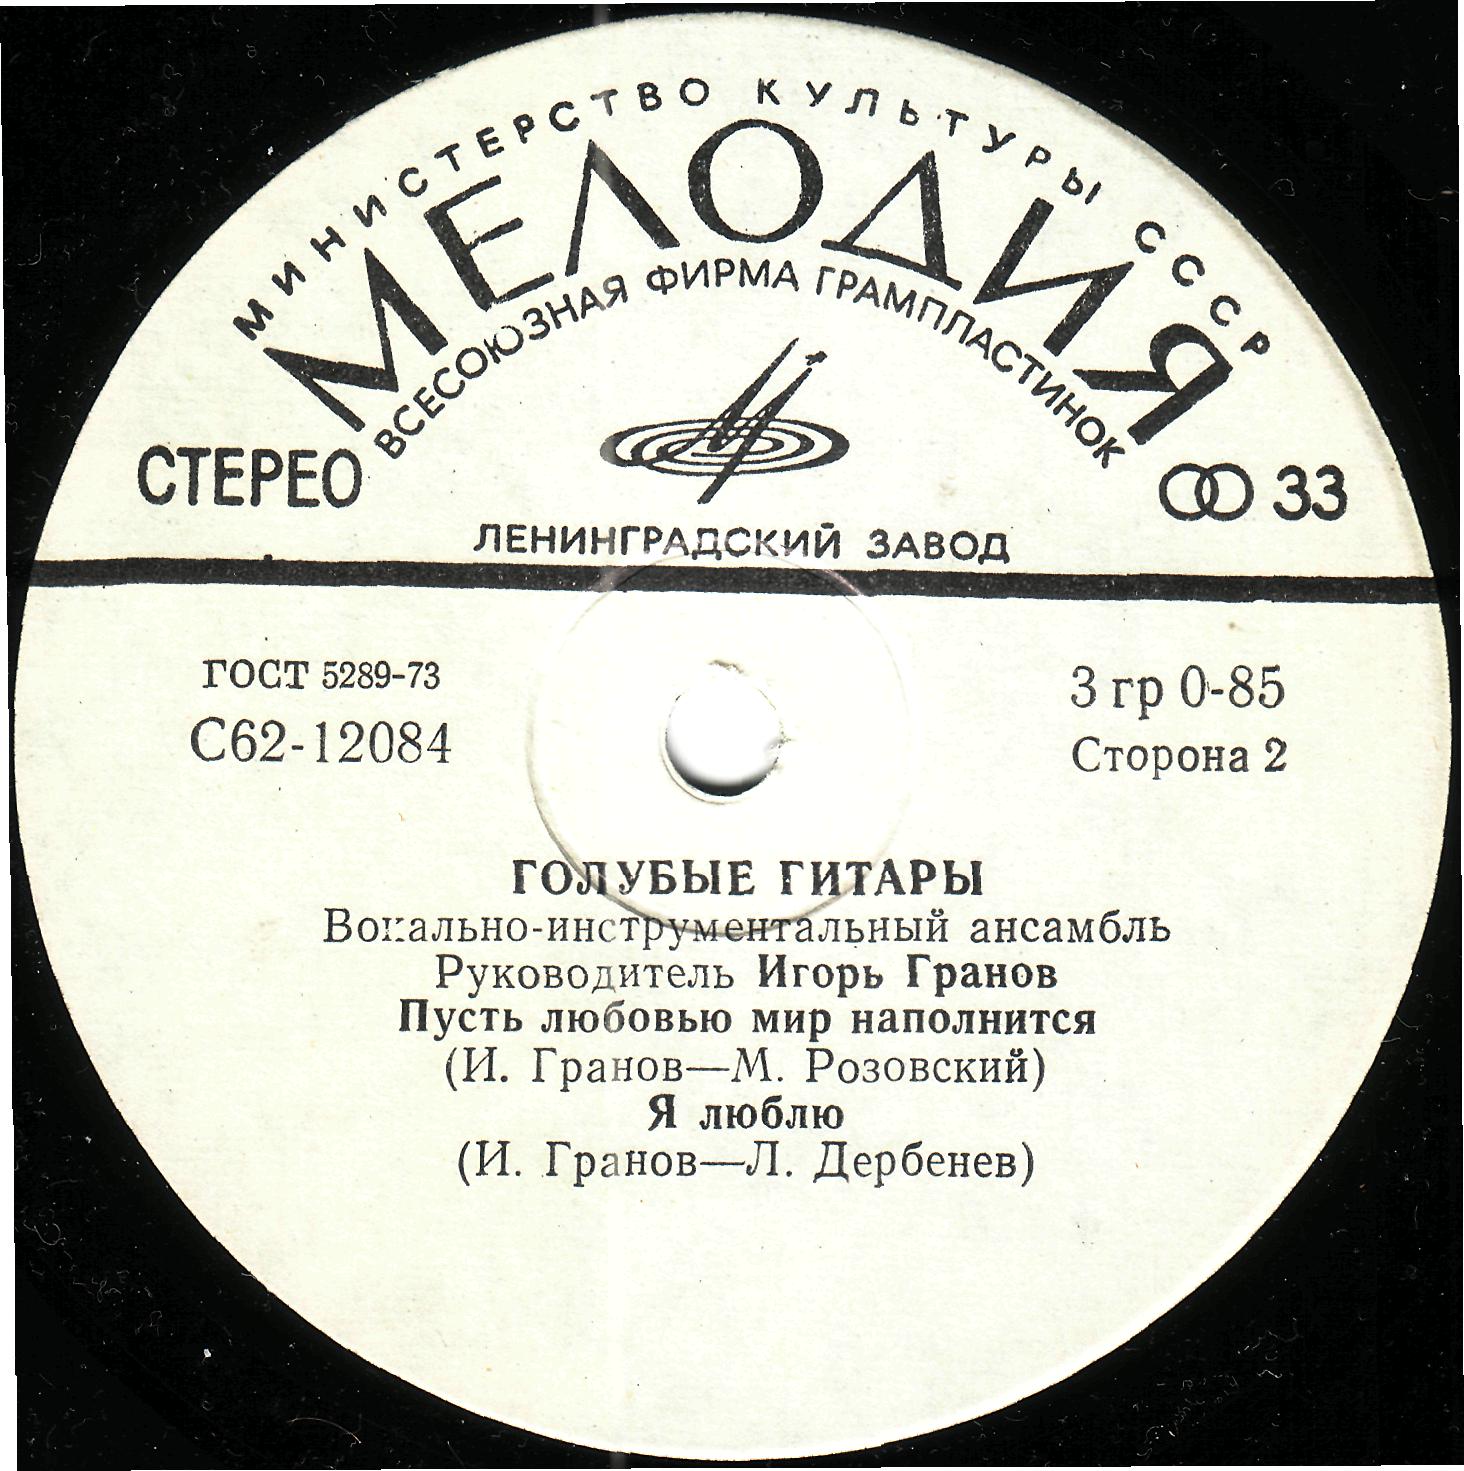 МИНИСТЕРСТВО КУЛЬТУРЫ СССР
МЕЛОДИЯ
ВСЕСОЮЗНАЯ ФИРМА ГРАМПЛАСТИНОК
СТЕРЕО
33
ЛЕНИНГРАДСКИЙ ЗАВОД
ГОСТ 5289-73
С62-12084
3 гр 0-85
Сторона 2
ГОЛУБЫЕ ГИТАРЫ
Вокально-инструментальный ансамбль
Руководитель Игорь Гранов
Пусть любовью мир наполнится
(И. Гранов—М. Розовский)
Я люблю
(И. Гранов—Л. Дербенев)